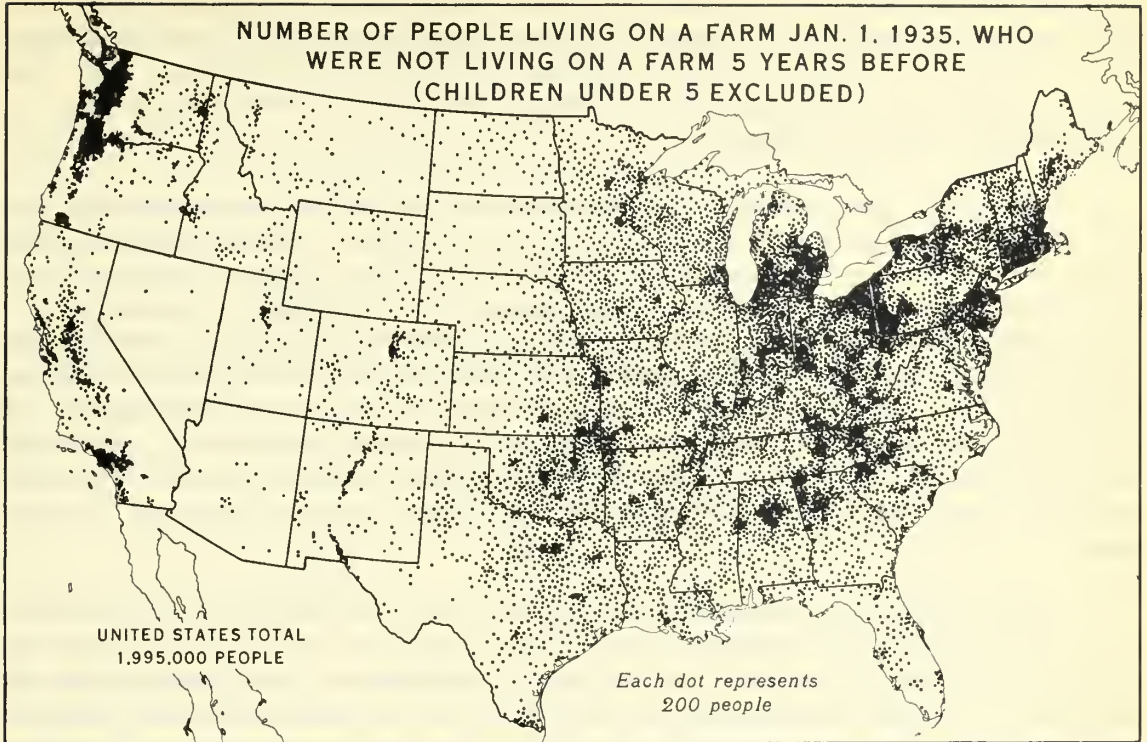 NUMBER OF PEOPLE LIVING ON A FARM JAN. 1, 1935, WHO
WERE NOT LIVING ON A FARM 5 YEARS BEFORE
(CHILDREN UNDER 5 EXCLUDED)
UNITED STATES TOTAL
1,995,000 PEOPLE
Each dot represents
200 people